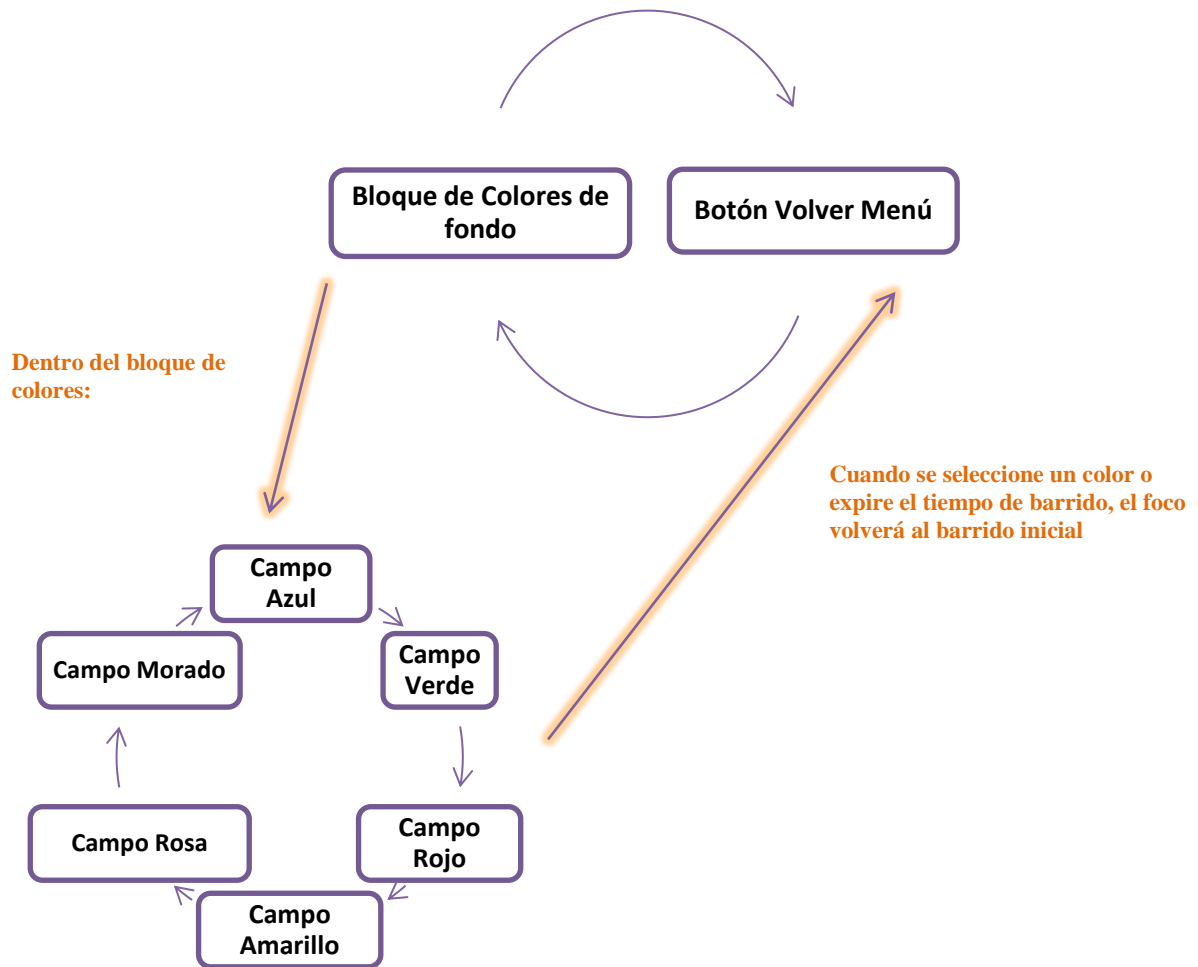 Bloque de Colores de
fondo
Botón Volver Menú
Dentro del bloque de
colores:
Cuando se seleccione un color o
expire el tiempo de barrido, el foco
volverá al barrido inicial
Campo
Azul
Campo Morado
Campo
Verde
Campo Rosa
Campo
Rojo
Campo
Amarillo